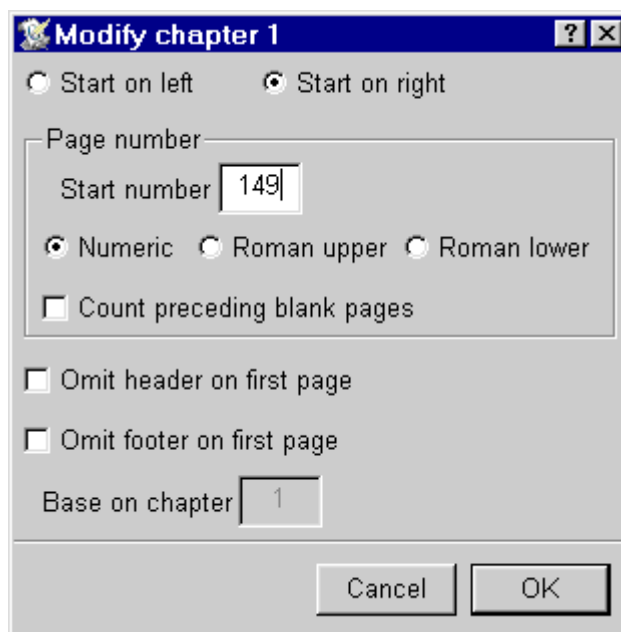 Modify chapter 1
Start on left Start on right
Page number
Start number 149
Numeric Roman upper Roman lower
Count preceding blank pages
Omit header on first page
Omit footer on first page
Base on chapter 1
Cancel OK